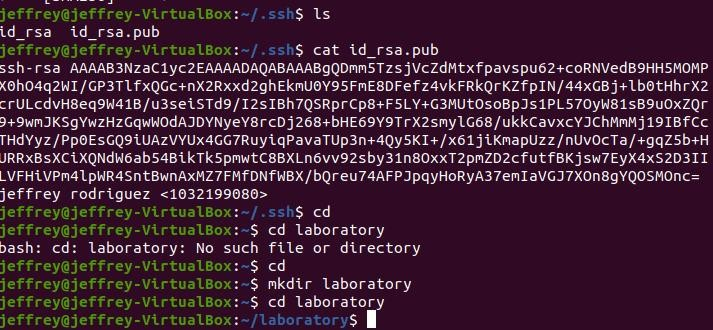 jeffrey@jeffrey-VirtualBox:~/.ssh$ ls
id_rsa  id_rsa.pub
jeffrey@jeffrey-VirtualBox:~/.ssh$ cat id_rsa.pub
ssh-rsa AAAAB3NzaC1yc2EAAAADAQABAAABgQDmm5TzsjVcZdMtxfpavspu62+coRNVedB9HH5MOMP
X0hO4q2WI/GP3TlfxQGc+nX2Rxxd2ghEkmU0Y95FmE8DFefz4vkFRkQrKZfpIN/44xGBj+lb0tHhrX2
crULcdvH8eq9W41B/u3seiSTd9/I2sIBh7QSRprCp8+F5LY+G3MUtOsoBpJs1PL57OyW81sB9uOxZQr
9+9wmJKSgYwzHzGqwWOdAJDYNyeY8rcDj268+bHE69Y9TrX2smylG68/ukkCavxcYJChMmMj19IBfCc
THdYyz/Pp0EsGQ9iUAzVYUx4GG7RuyiqPavaTUp3n+4Qy5KI+/x61jiKmapUzz/nUvOcTa/+gqZ5b+H
URRxBsXCiXQNdW6ab54BikTk5pmwtC8BXLn6vv92sby31n8OxxT2pmZD2cfutfBKjsw7EyX4xS2D3II
LVFHiVPm4lpWR4SntBwnAxMZ7FMfDNfWBX/bQreu74AFPJpqyHoRyA37emIaVGJ7XOn8gYQOSMOnc=
jeffrey rodriguez <1032199080>
jeffrey@jeffrey-VirtualBox:~/.ssh$ cd
jeffrey@jeffrey-VirtualBox:~$ cd laboratory
bash: cd: laboratory: No such file or directory
jeffrey@jeffrey-VirtualBox:~$ cd
jeffrey@jeffrey-VirtualBox:~$ mkdir laboratory
jeffrey@jeffrey-VirtualBox:~$ cd laboratory
jeffrey@jeffrey-VirtualBox:~/laboratory$